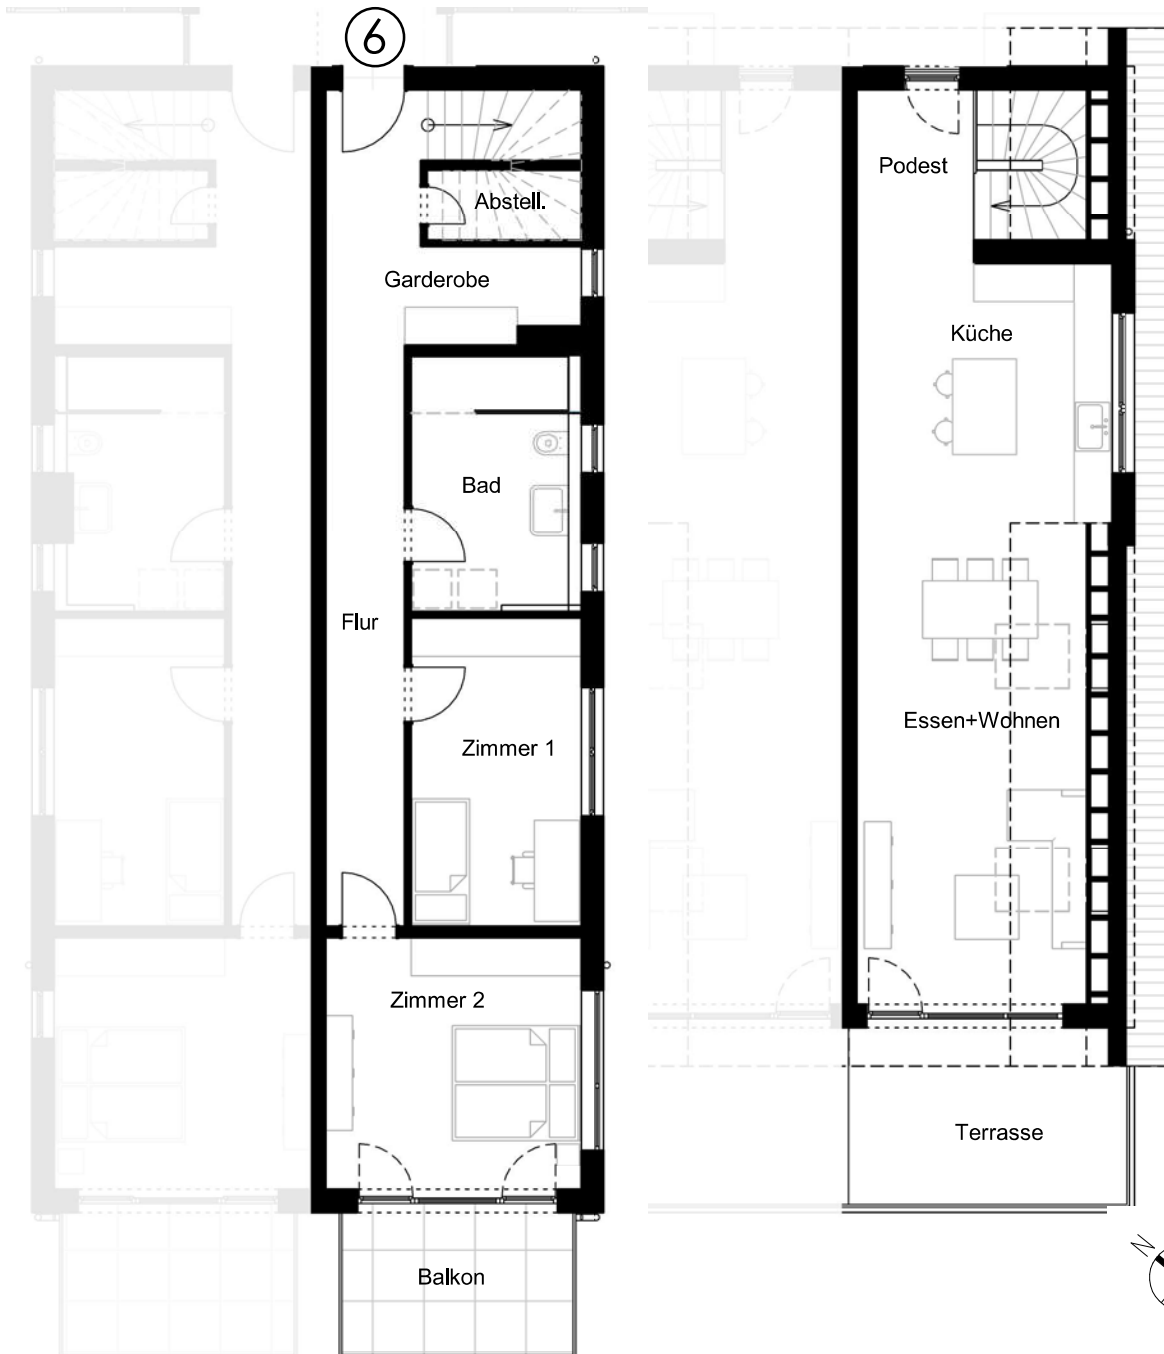 6
Abstell.
Garderobe
Bad
Flur
Zimmer 1
Zimmer 2
Balkon
Podest
Küche
Essen+Wohnen
Terrasse
N